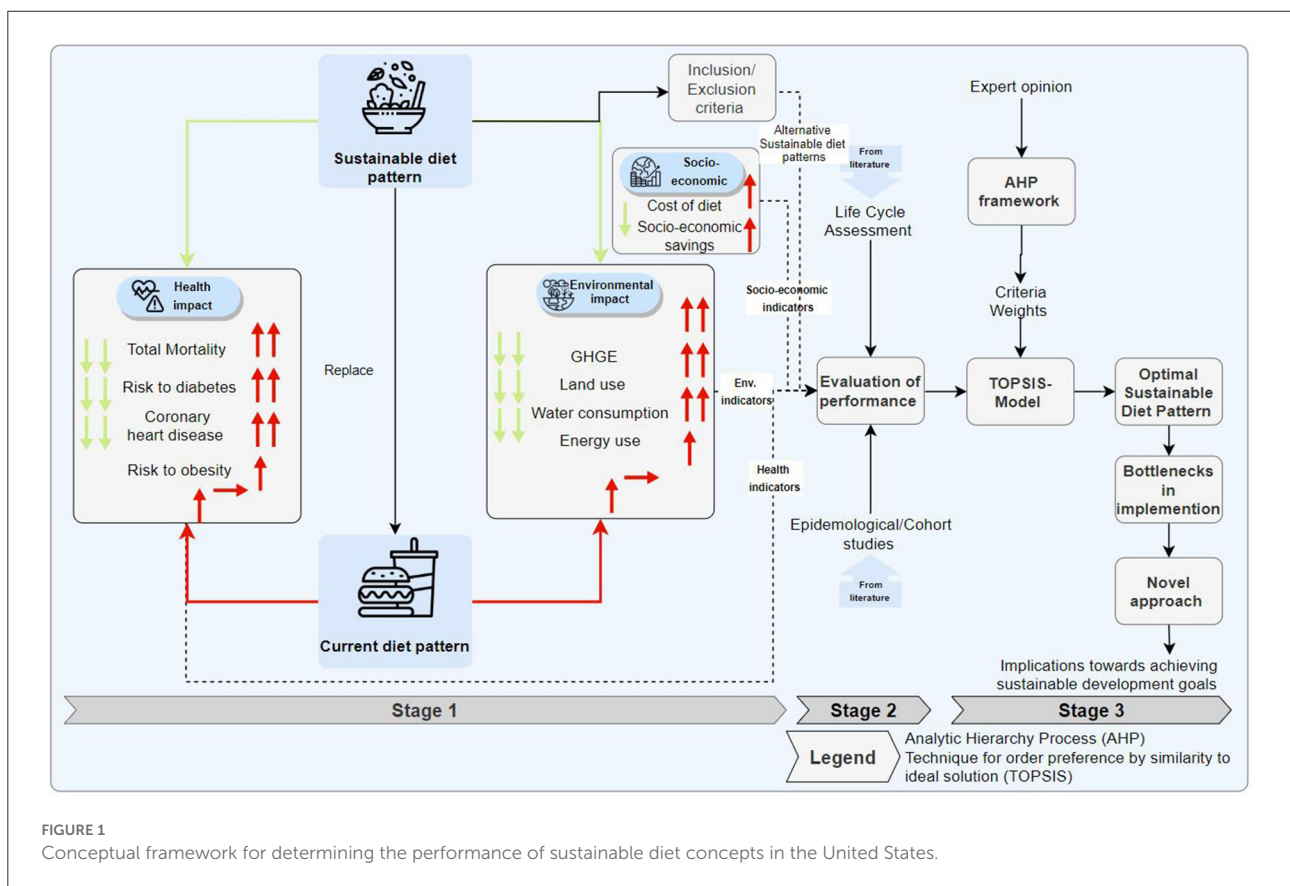 Sustainable diet
pattern
Inclusion/
Exclusion
criteria
Alternative
Sustainable diet
patterns
Socio-
economic
Cost of diet
Socio-economic
savings
Health
impact
Total Mortality
Risk to diabetes
Coronary
heart disease
Risk to obesity
Replace
Environmental
impact
GHGE
Land use
Water consumption
Energy use
Current diet pattern
Socio-economic
indicators
Env.
indicators
Health
indicators
From
literature
Life Cycle
Assessment
Evaluation of
performance
Epidemological/Cohort
studies
From
literature
Expert opinion
AHP
framework
Criteria
Weights
TOPSIS-
Model
Optimal
Sustainable
Diet Pattern
Bottlenecks
in
implemention
Novel
approach
Implications towards achieving
sustainable development goals
Stage 1
Stage 2
Stage 3
Legend
Analytic Hierarchy Process (AHP)
Technique for order preference by similarity to
ideal solution (TOPSIS)
FIGURE 1
Conceptual framework for determining the performance of sustainable diet concepts in the United States.